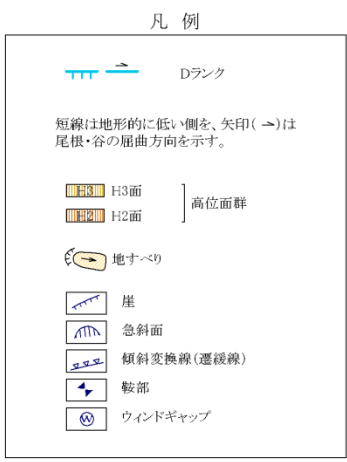 凡 例
Dランク
短線は地形的に低い側を、矢印( ⇀)は
尾根・谷の屈曲方向を示す。
H3 H3面
高位面群
H2 H2面
地すべり
崖
急斜面
傾斜変換線(遷緩線)
鞍部
W ウィンドギャップ